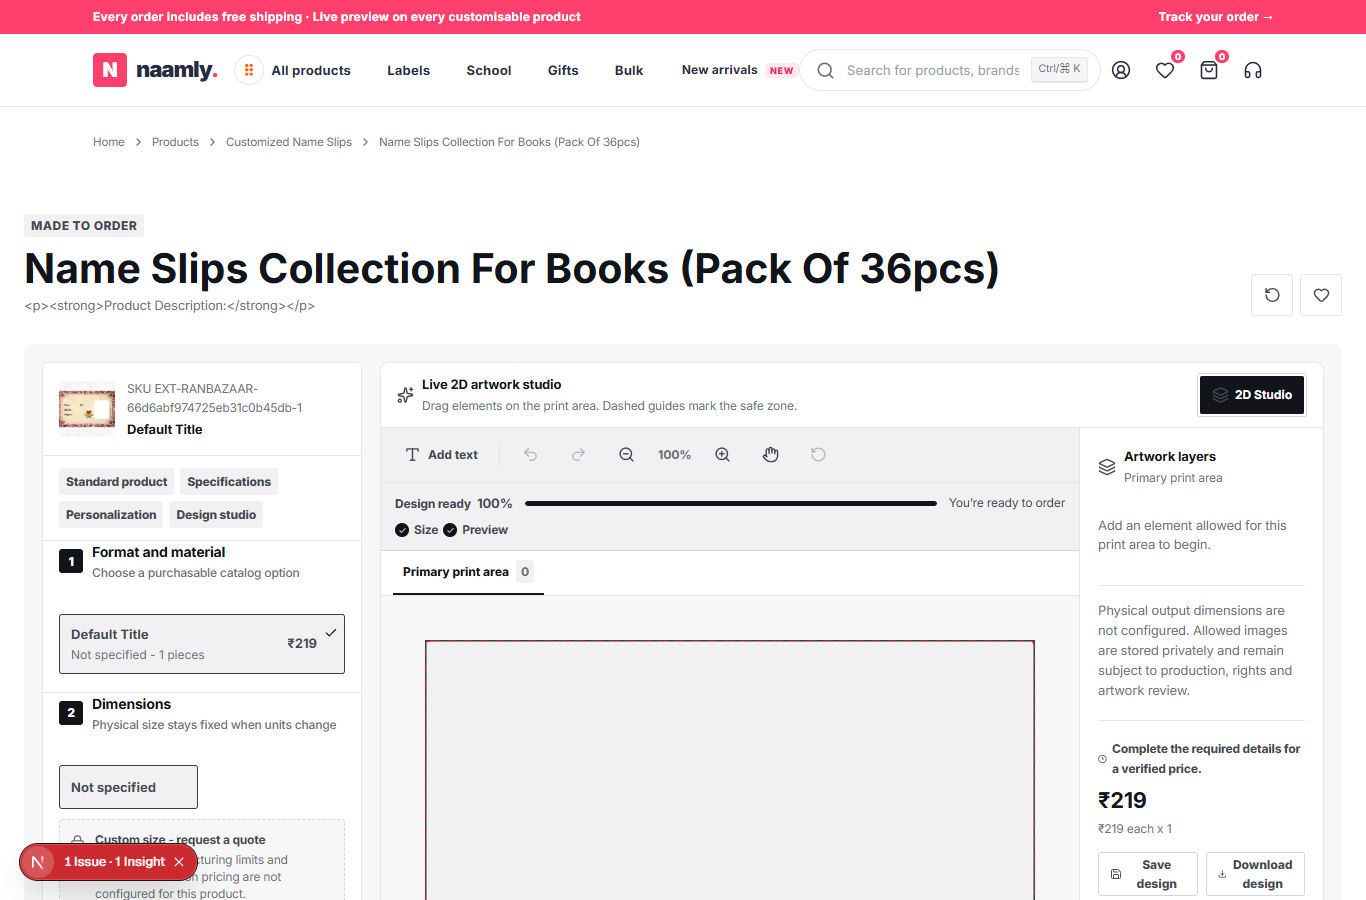 Every order includes free shipping · Live preview on every customisable product
Track your order →
N naamly.
All products
Labels
School
Gifts
Bulk
New arrivals NEW
Search for products, brands
Ctrl/⌘ K
0
0
Home > Products > Customized Name Slips > Name Slips Collection For Books (Pack Of 36pcs)
MADE TO ORDER
Name Slips Collection For Books (Pack Of 36pcs)
<p><strong>Product Description:</strong></p>
SKU EXT-RANBAZAAR-
66d6abf974725eb31c0b45db-1
Default Title
Standard product
Specifications
Personalization
Design studio
1 Format and material
Choose a purchasable catalog option
Default Title
Not specified - 1 pieces
₹219
2 Dimensions
Physical size stays fixed when units change
Not specified
Custom size - request a quote
cturing limits and
n pricing are not
configured for this product.
N 1 Issue · 1 Insight
Live 2D artwork studio
Drag elements on the print area. Dashed guides mark the safe zone.
2D Studio
Add text
100%
Design ready 100%
You're ready to order
Size
Preview
Primary print area 0
Artwork layers
Primary print area
Add an element allowed for this
print area to begin.
Physical output dimensions are
not configured. Allowed images
are stored privately and remain
subject to production, rights and
artwork review.
Complete the required details for
a verified price.
₹219
₹219 each x 1
Save
design
Download
design